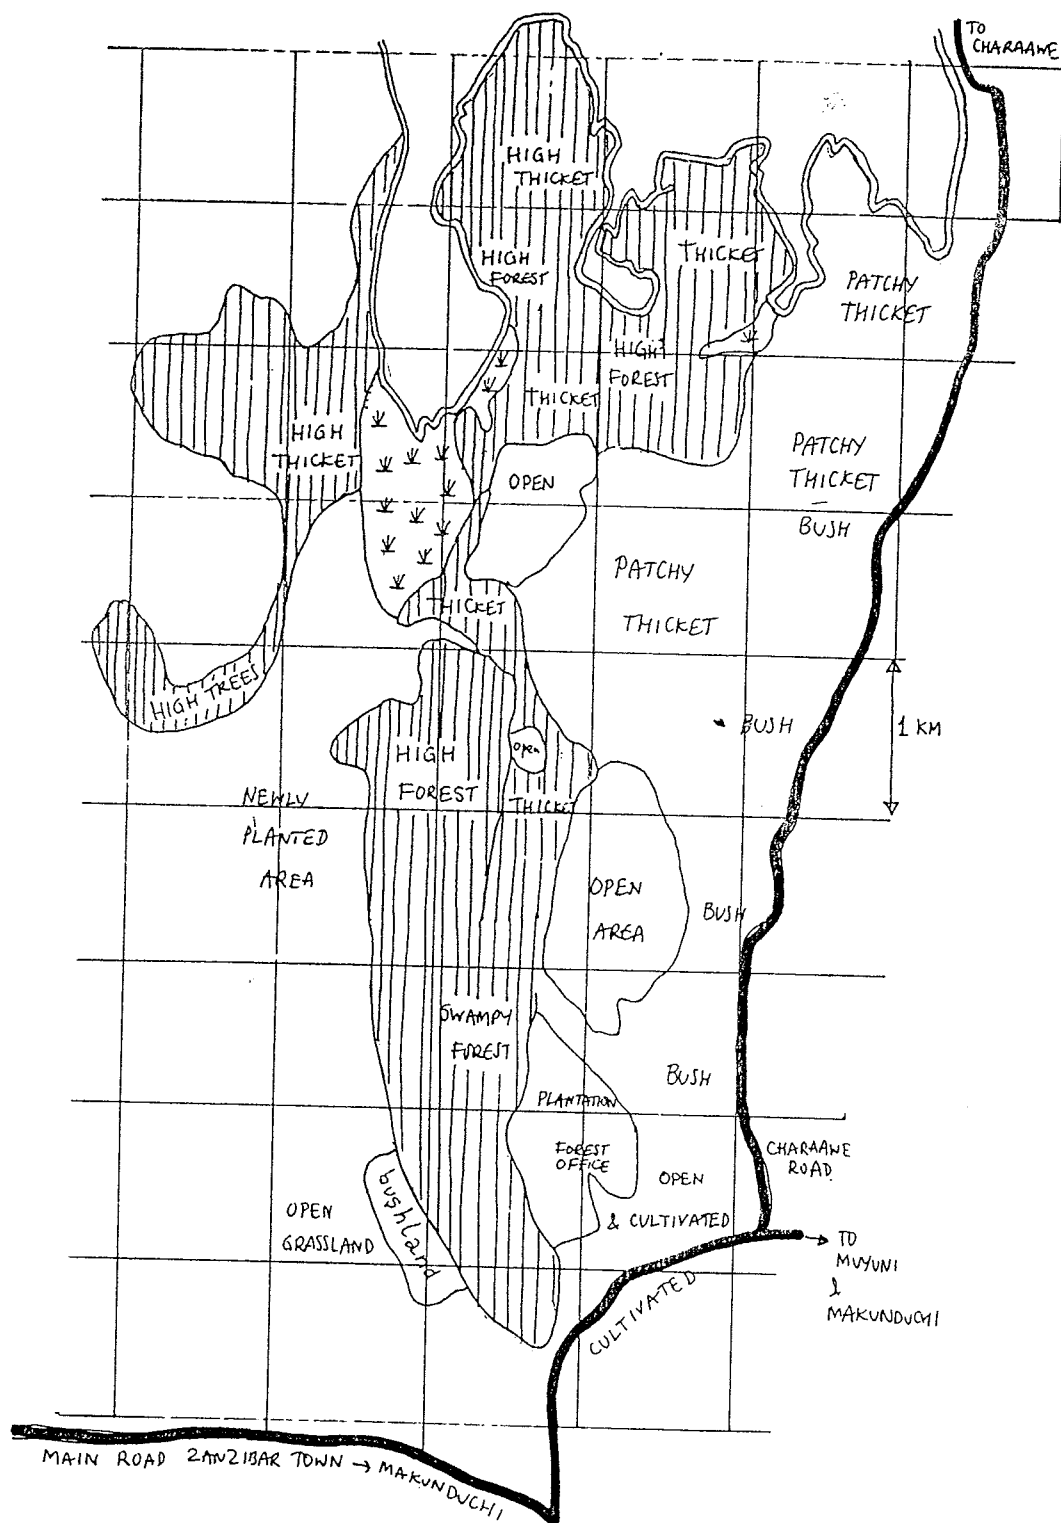 TO
CHARAAWE
HIGH
THICKET
HIGH
FOREST
THICKET
PATCHY
THICKET
HIGH
FOREST
THICKET
HIGH
THICKET
OPEN
PATCHY
THICKET
–
BUSH
PATCHY
THICKET
THICKET
HIGH TREES
BUSH
1 KM
HIGH
FOREST
Open
THICKET
NEWLY
PLANTED
AREA
OPEN
AREA
BUSH
SWAMPY
FOREST
BUSH
PLANTATION
FOREST
OFFICE
CHARAAWE
ROAD.
OPEN
& CULTIVATED
bushland
OPEN
GRASSLAND
TO
MUYUNI
&
MAKUNDUCHI
CULTIVATED
MAIN ROAD ZANZIBAR TOWN → MAKUNDUCHI